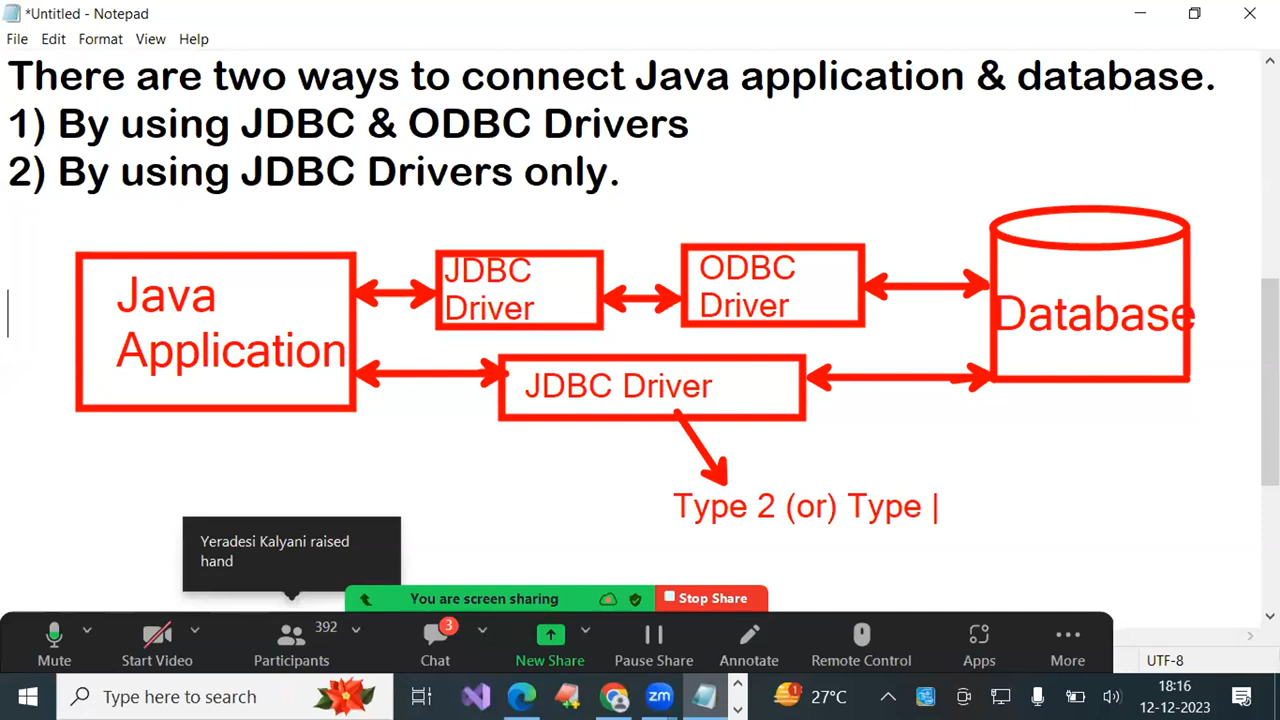 *Untitled - Notepad
File Edit Format View Help
There are two ways to connect Java application & database.
1) By using JDBC & ODBC Drivers
2) By using JDBC Drivers only.
Java
Application
JDBC
Driver
ODBC
Driver
Database
JDBC Driver
Type 2 (or) Type |
Yeradesi Kalyani raised
hand
You are screen sharing Stop Share
392 3
Mute Start Video Participants Chat New Share Pause Share Annotate Remote Control Apps More
UTF-8
Type here to search
zm
1
27°C
18:16
12-12-2023